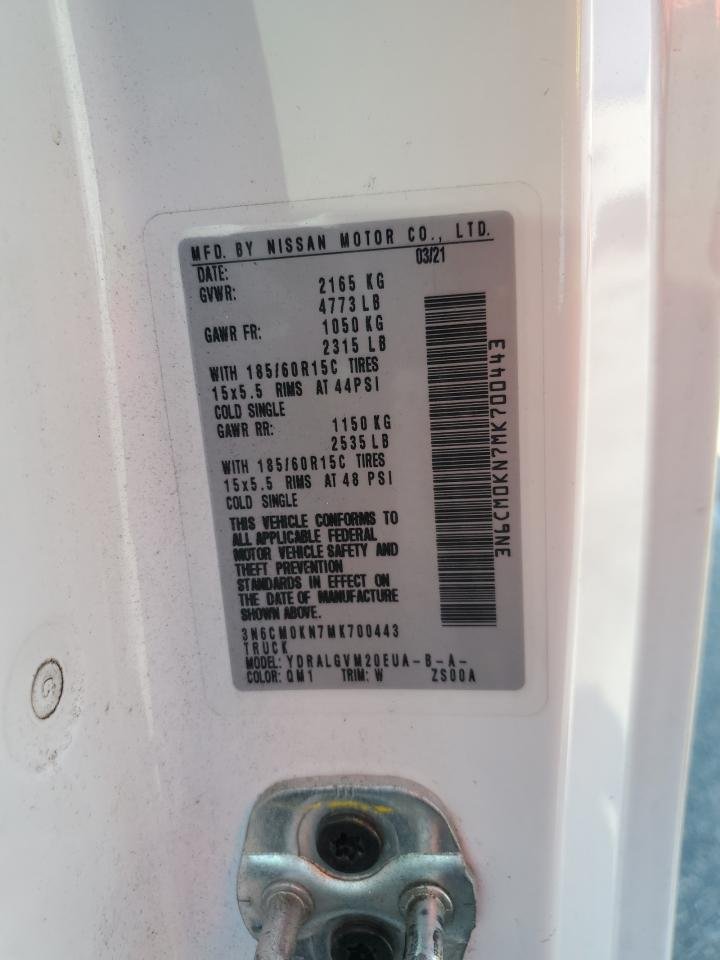 MFD. BY NISSAN MOTOR CO., LTD.
DATE: 03/21
GVWR: 2165 KG
4773 LB
GAWR FR: 1050 KG
2315 LB
WITH 185/60R15C TIRES
15x5.5 RIMS AT 44PSI
COLD SINGLE
GAWR RR: 1150 KG
2535 LB
WITH 185/60R15C TIRES
15x5.5 RIMS AT 48 PSI
COLD SINGLE
THIS VEHICLE CONFORMS TO
ALL APPLICABLE FEDERAL
MOTOR VEHICLE SAFETY AND
THEFT PREVENTION
STANDARDS IN EFFECT ON
THE DATE OF MANUFACTURE
SHOWN ABOVE.
3N6CM0KN7MK700443
TRUCK
MODEL: YDRALGVM20EUA-B-A-
COLOR: QM1 TRIM: W ZS00A
3N6CM0KN7MK700443